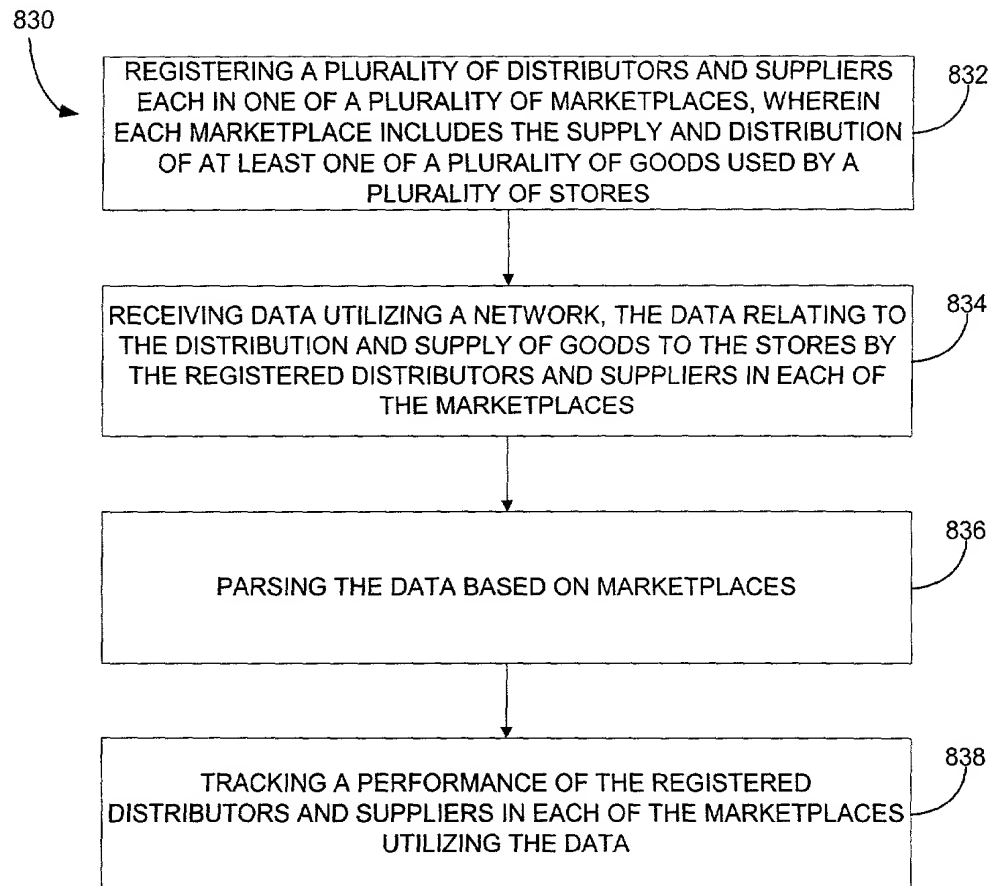 830
REGISTERING A PLURALITY OF DISTRIBUTORS AND SUPPLIERS
EACH IN ONE OF A PLURALITY OF MARKETPLACES, WHEREIN
EACH MARKETPLACE INCLUDES THE SUPPLY AND DISTRIBUTION
OF AT LEAST ONE OF A PLURALITY OF GOODS USED BY A
PLURALITY OF STORES
832
RECEIVING DATA UTILIZING A NETWORK, THE DATA RELATING TO
THE DISTRIBUTION AND SUPPLY OF GOODS TO THE STORES BY
THE REGISTERED DISTRIBUTORS AND SUPPLIERS IN EACH OF
THE MARKETPLACES
834
PARSING THE DATA BASED ON MARKETPLACES
836
TRACKING A PERFORMANCE OF THE REGISTERED
DISTRIBUTORS AND SUPPLIERS IN EACH OF THE MARKETPLACES
UTILIZING THE DATA
838